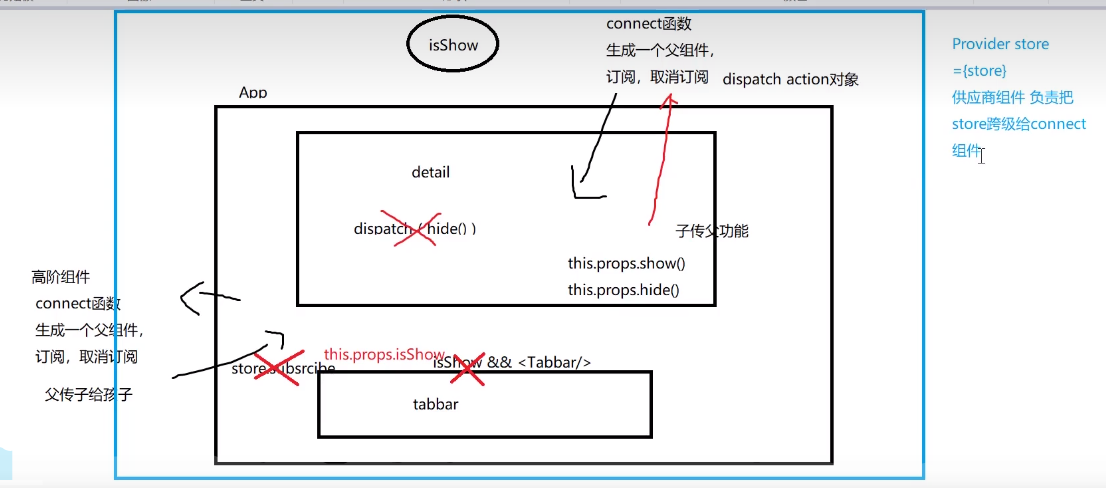 isShow
connect函数
生成一个父组件，
订阅，取消订阅
dispatch action对象
Provider store
={store}
供应商组件 负责把
store跨级给connect
组件
App
detail
dispatch ( hide() )
子传父功能
this.props.show()
this.props.hide()
高阶组件
connect函数
生成一个父组件，
订阅，取消订阅
父传子给孩子
store.subsrcibe
this.props.isShow
isShow && <Tabbar/>
tabbar